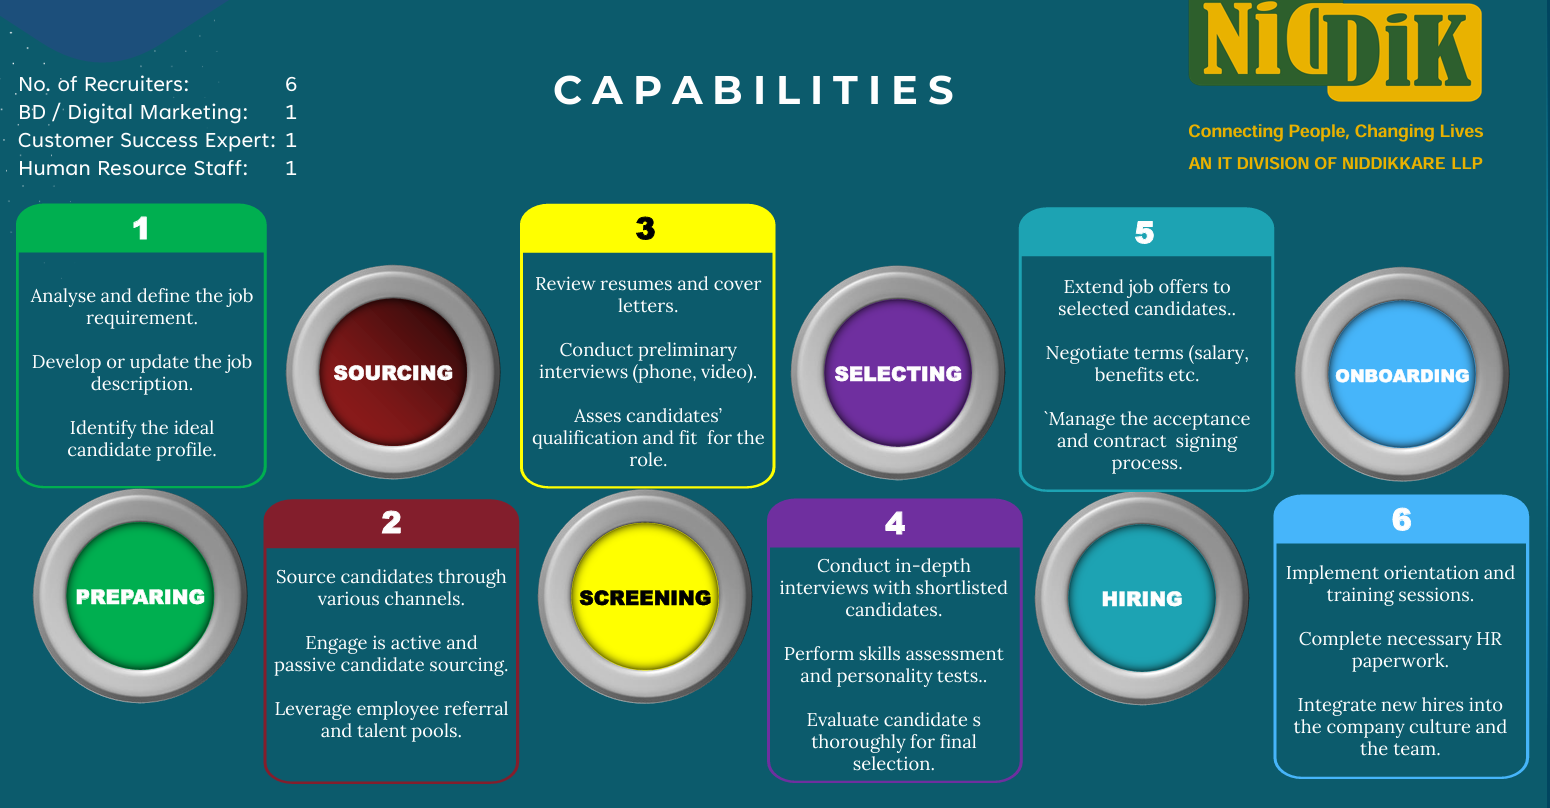 No. of Recruiters: 6
BD / Digital Marketing: 1
Customer Success Expert: 1
Human Resource Staff: 1
CAPABILITIES
NiDDiK
Connecting People, Changing Lives
AN IT DIVISION OF NIDDIKKARE LLP
1
Analyse and define the job
requirement.
Develop or update the job
description.
Identify the ideal
candidate profile.
PREPARING
SOURCING
2
Source candidates through
various channels.
Engage is active and
passive candidate sourcing.
Leverage employee referral
and talent pools.
3
Review resumes and cover
letters.
Conduct preliminary
interviews (phone, video).
Asses candidates’
qualification and fit  for the
role.
SCREENING
SELECTING
4
Conduct in-depth
interviews with shortlisted
candidates.
Perform skills assessment
and personality tests..
Evaluate candidate s
thoroughly for final
selection.
5
Extend job offers to
selected candidates..
Negotiate terms (salary,
benefits etc.
`Manage the acceptance
and contract  signing
process.
HIRING
ONBOARDING
6
Implement orientation and
training sessions.
Complete necessary HR
paperwork.
Integrate new hires into
the company culture and
the team.